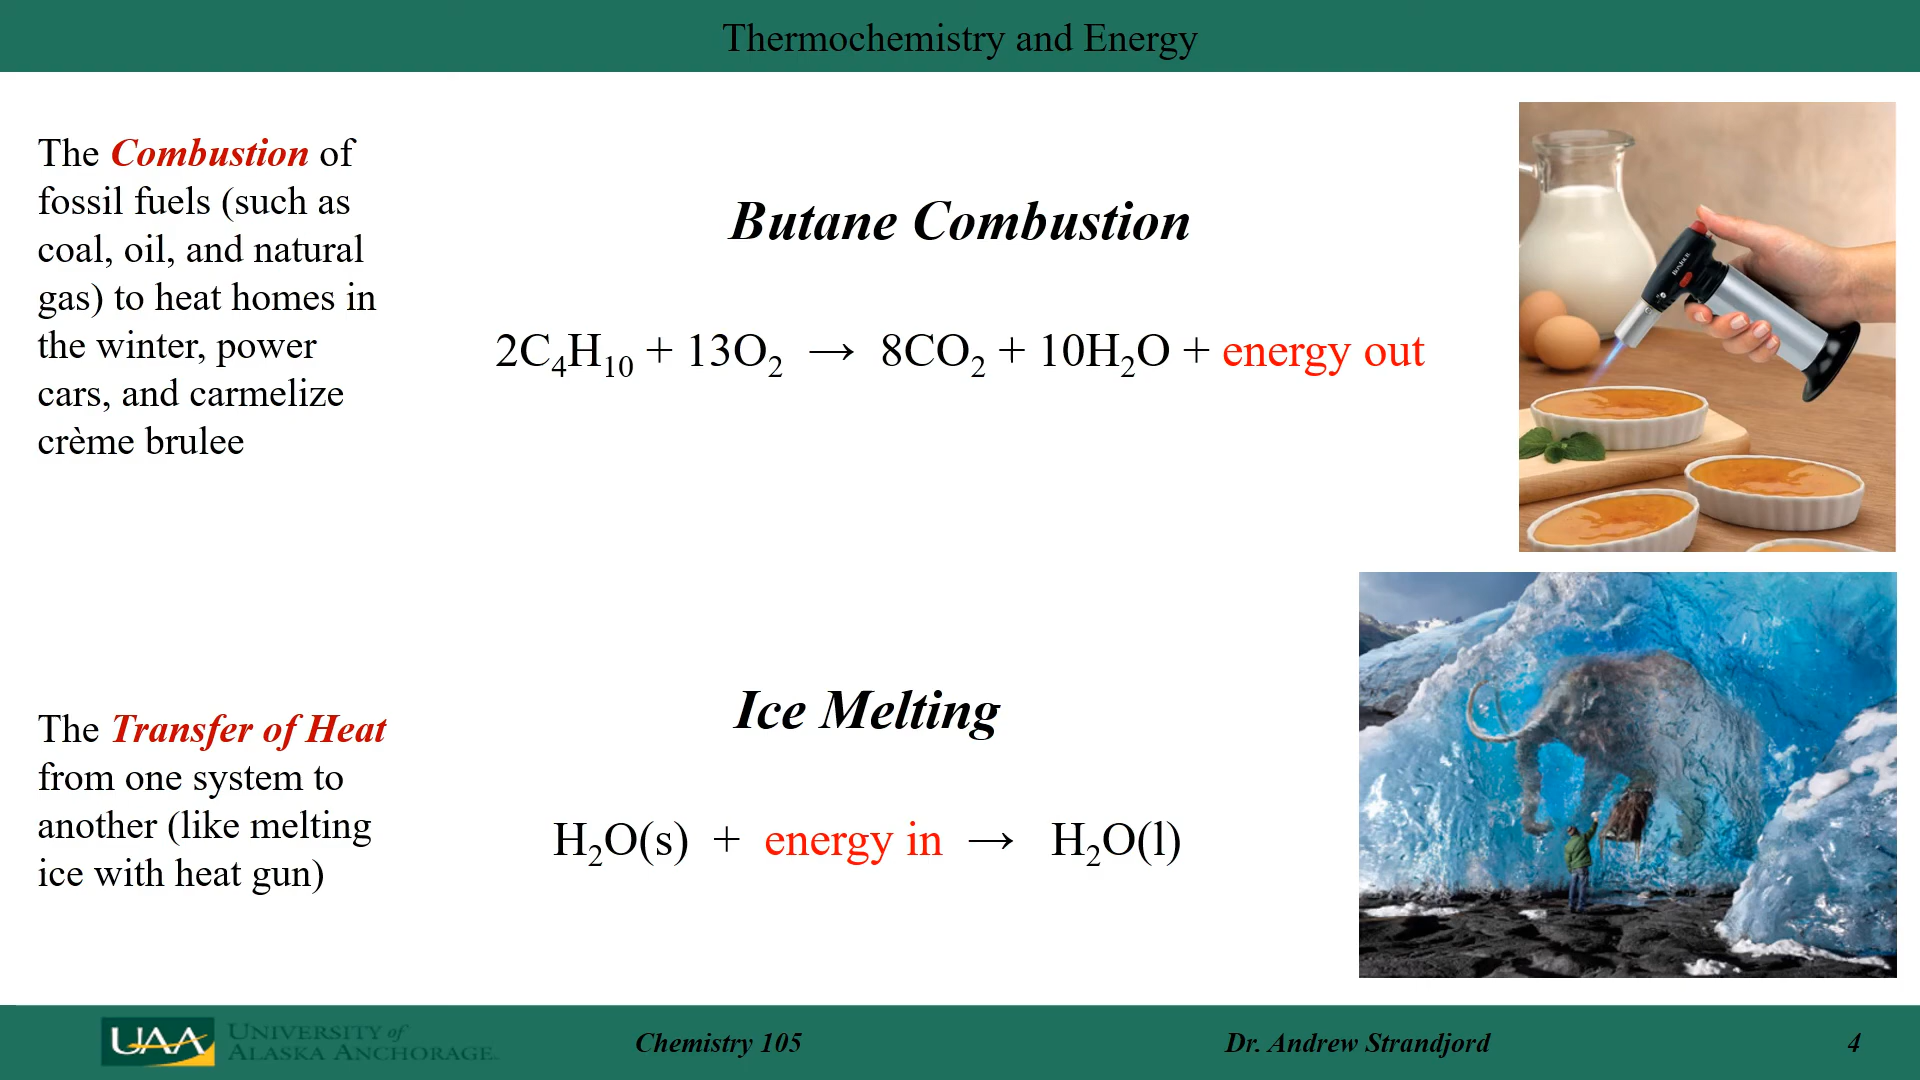 Thermochemistry and Energy
The Combustion of
fossil fuels (such as
coal, oil, and natural
gas) to heat homes in
the winter, power
cars, and carmelize
crème brulee
Butane Combustion
2C₄H₁₀ + 13O₂ → 8CO₂ + 10H₂O + energy out
The Transfer of Heat
from one system to
another (like melting
ice with heat gun)
Ice Melting
H₂O(s) + energy in → H₂O(l)
UAA
UNIVERSITY of
ALASKA ANCHORAGE.
Chemistry 105
Dr. Andrew Strandjord
4